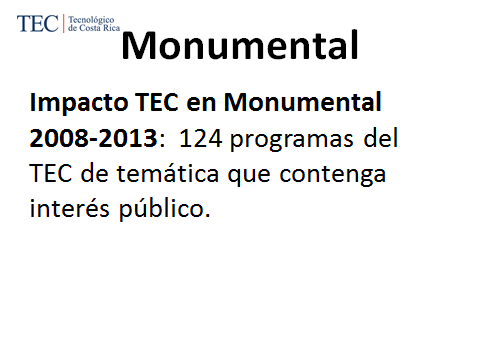 TEC | Tecnológico
de Costa Rica
Monumental
Impacto TEC en Monumental
2008-2013: 124 programas del
TEC de temática que contenga
interés público.